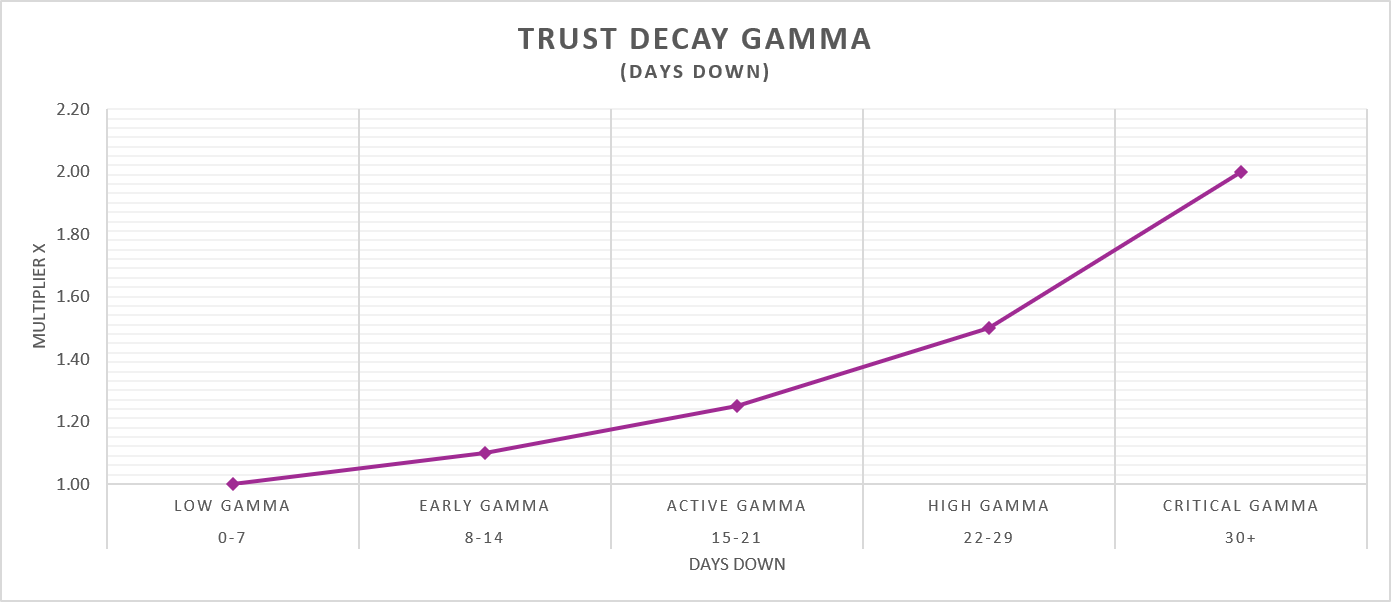 TRUST DECAY GAMMA
(DAYS DOWN)
2.20
2.00
1.80
1.60
1.40
1.20
1.00
MULTIPLIER X
LOW GAMMA EARLY GAMMA ACTIVE GAMMA HIGH GAMMA CRITICAL GAMMA
0-7 8-14 15-21 22-29 30+
DAYS DOWN